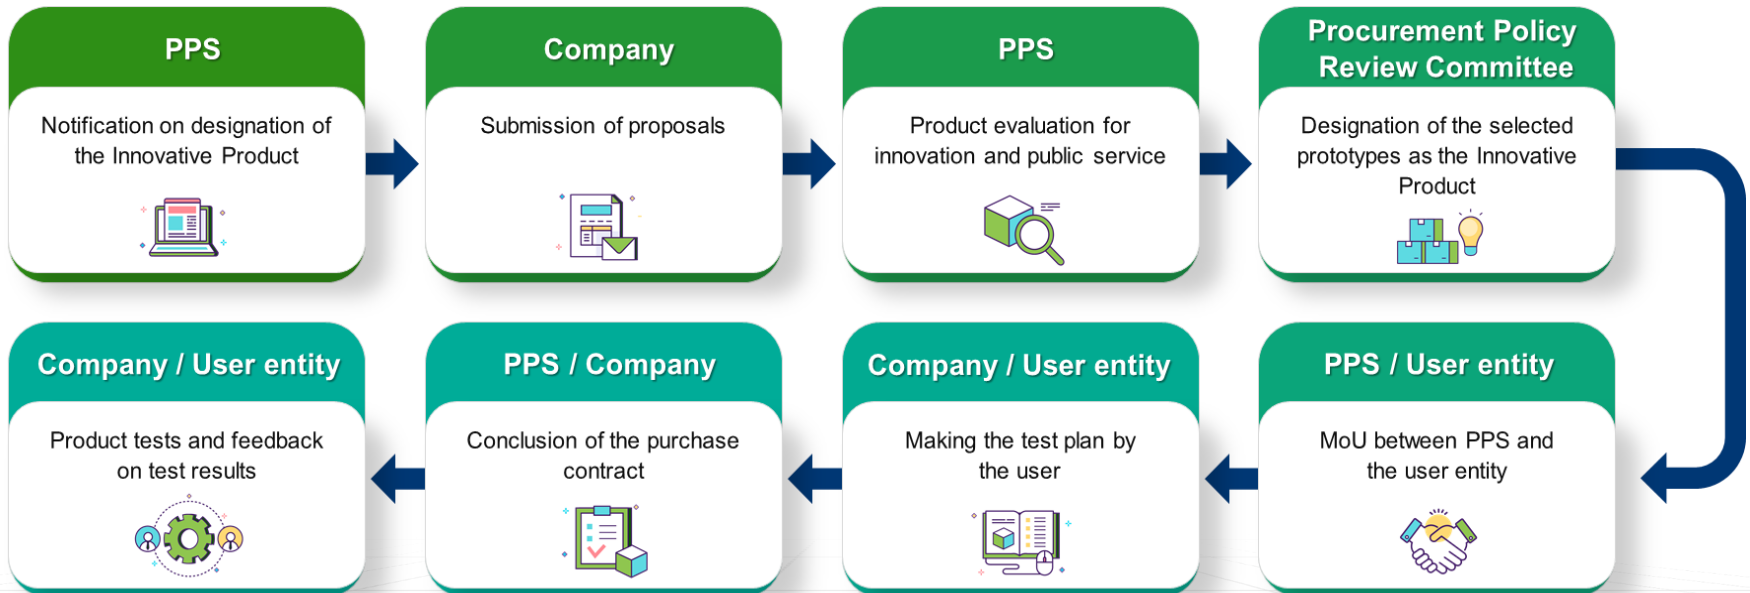 PPS
Notification on designation of
the Innovative Product
Company
Submission of proposals
PPS
Product evaluation for
innovation and public service
Procurement Policy
Review Committee
Designation of the selected
prototypes as the Innovative
Product
PPS / User entity
MoU between PPS and
the user entity
Company / User entity
Making the test plan by
the user
PPS / Company
Conclusion of the purchase
contract
Company / User entity
Product tests and feedback
on test results